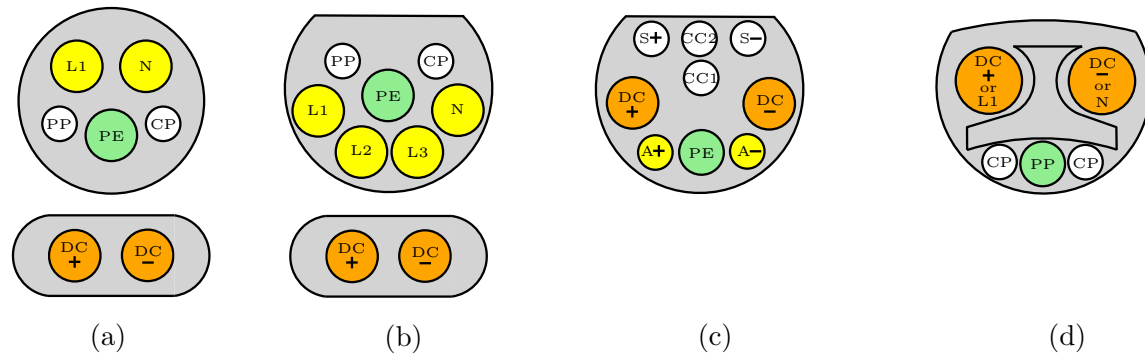 L1 N
PP PE CP
DC + DC −
(a)
PP CP
L1 PE N
L2 L3
DC + DC −
(b)
S+ CC2 S−
CC1
DC + DC −
A+ PE A−
(c)
DC + or L1
DC − or N
CP PP CP
(d)